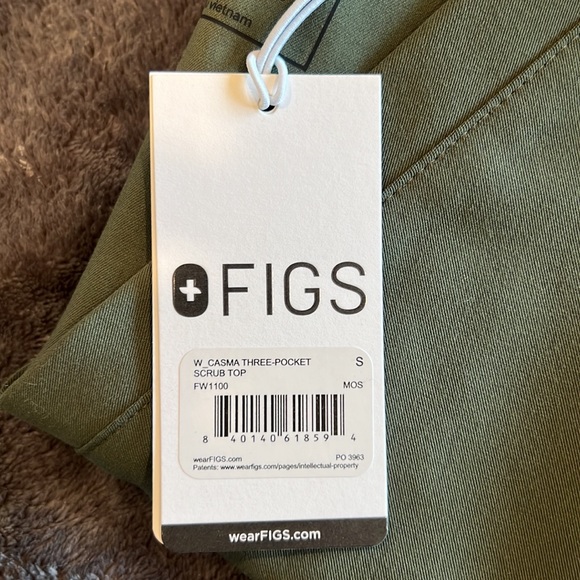 vietnam
FIGS
W_CASMA THREE-POCKET S
SCRUB TOP
FW1100 MOS
8 40140 61859 4
wearFIGS.com PO 3963
Patents: www.wearfigs.com/pages/intellectual-property
wearFIGS.com